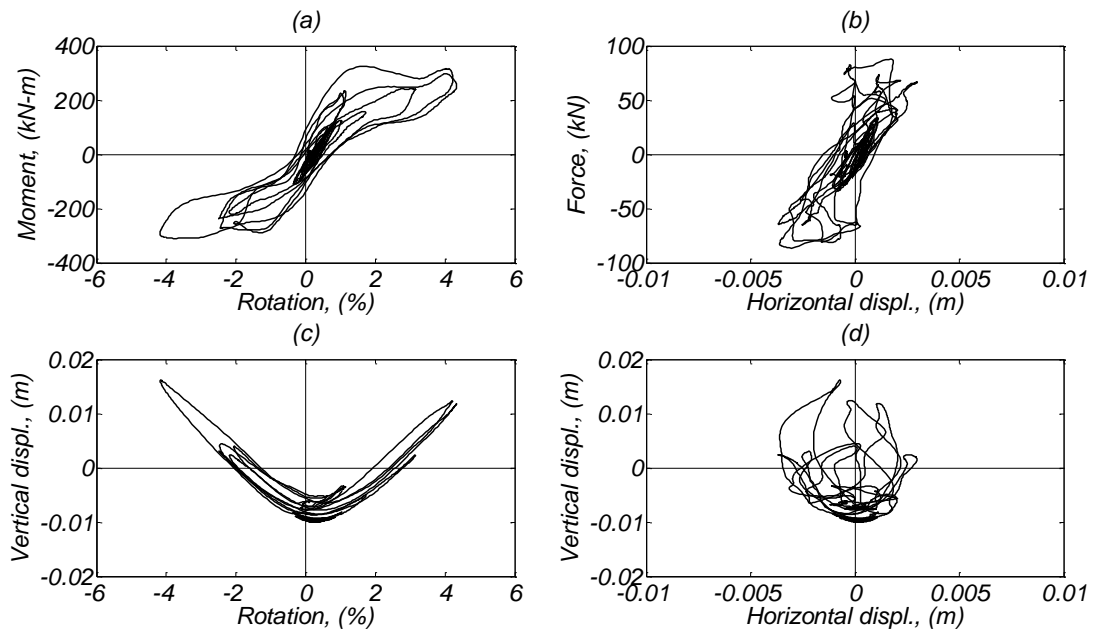 (a)
400
200
0
-200
-400
Moment, (kN-m)
-6 -4 -2 0 2 4 6
Rotation, (%)
(b)
100
50
0
-50
-100
Force, (kN)
-0.01 -0.005 0 0.005 0.01
Horizontal displ., (m)
(c)
0.02
0.01
0
-0.01
-0.02
Vertical displ., (m)
-6 -4 -2 0 2 4 6
Rotation, (%)
(d)
0.02
0.01
0
-0.01
-0.02
Vertical displ., (m)
-0.01 -0.005 0 0.005 0.01
Horizontal displ., (m)